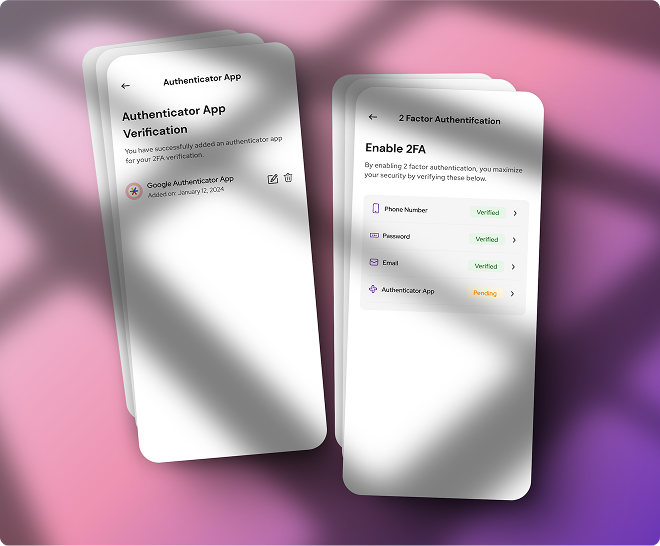 Authenticator App
Authenticator App
Verification
You have successfully added an authenticator app
for your 2FA verification.
Google Authenticator App
Added on: January 12, 2024
2 Factor Authentifcation
Enable 2FA
By enabling 2 factor authentication, you maximize
your security by verifying these below.
Phone Number Verified
Password Verified
Email Verified
Authenticator App Pending